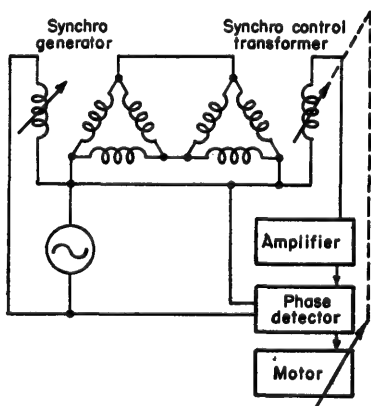 Synchro
generator
Synchro control
transformer
Amplifier
Phase
detector
Motor